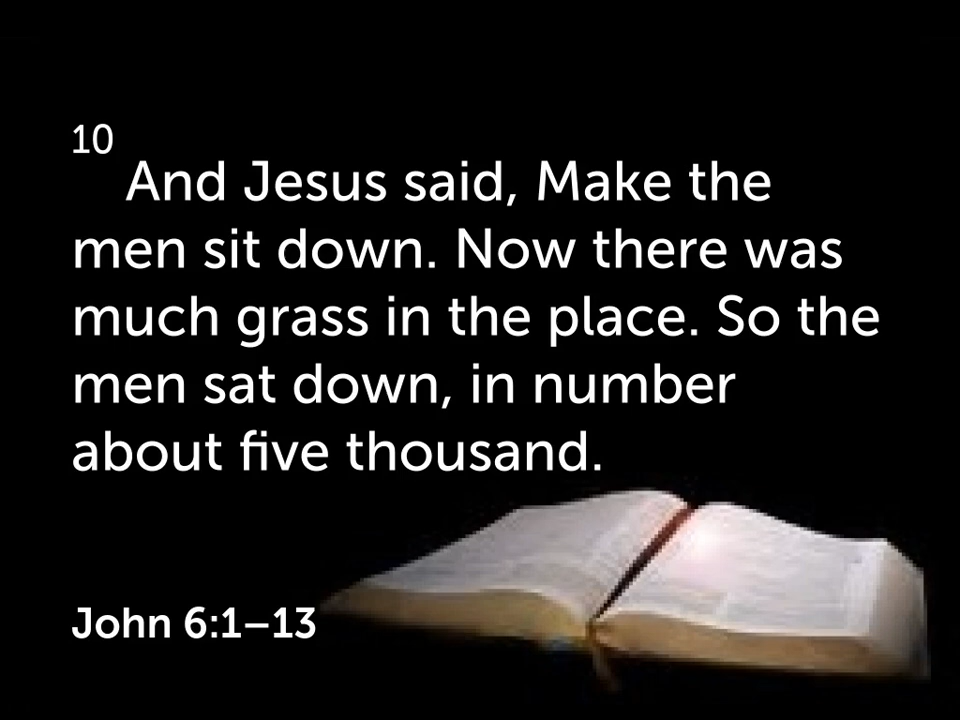 10
And Jesus said, Make the
men sit down. Now there was
much grass in the place. So the
men sat down, in number
about five thousand.
John 6:1–13